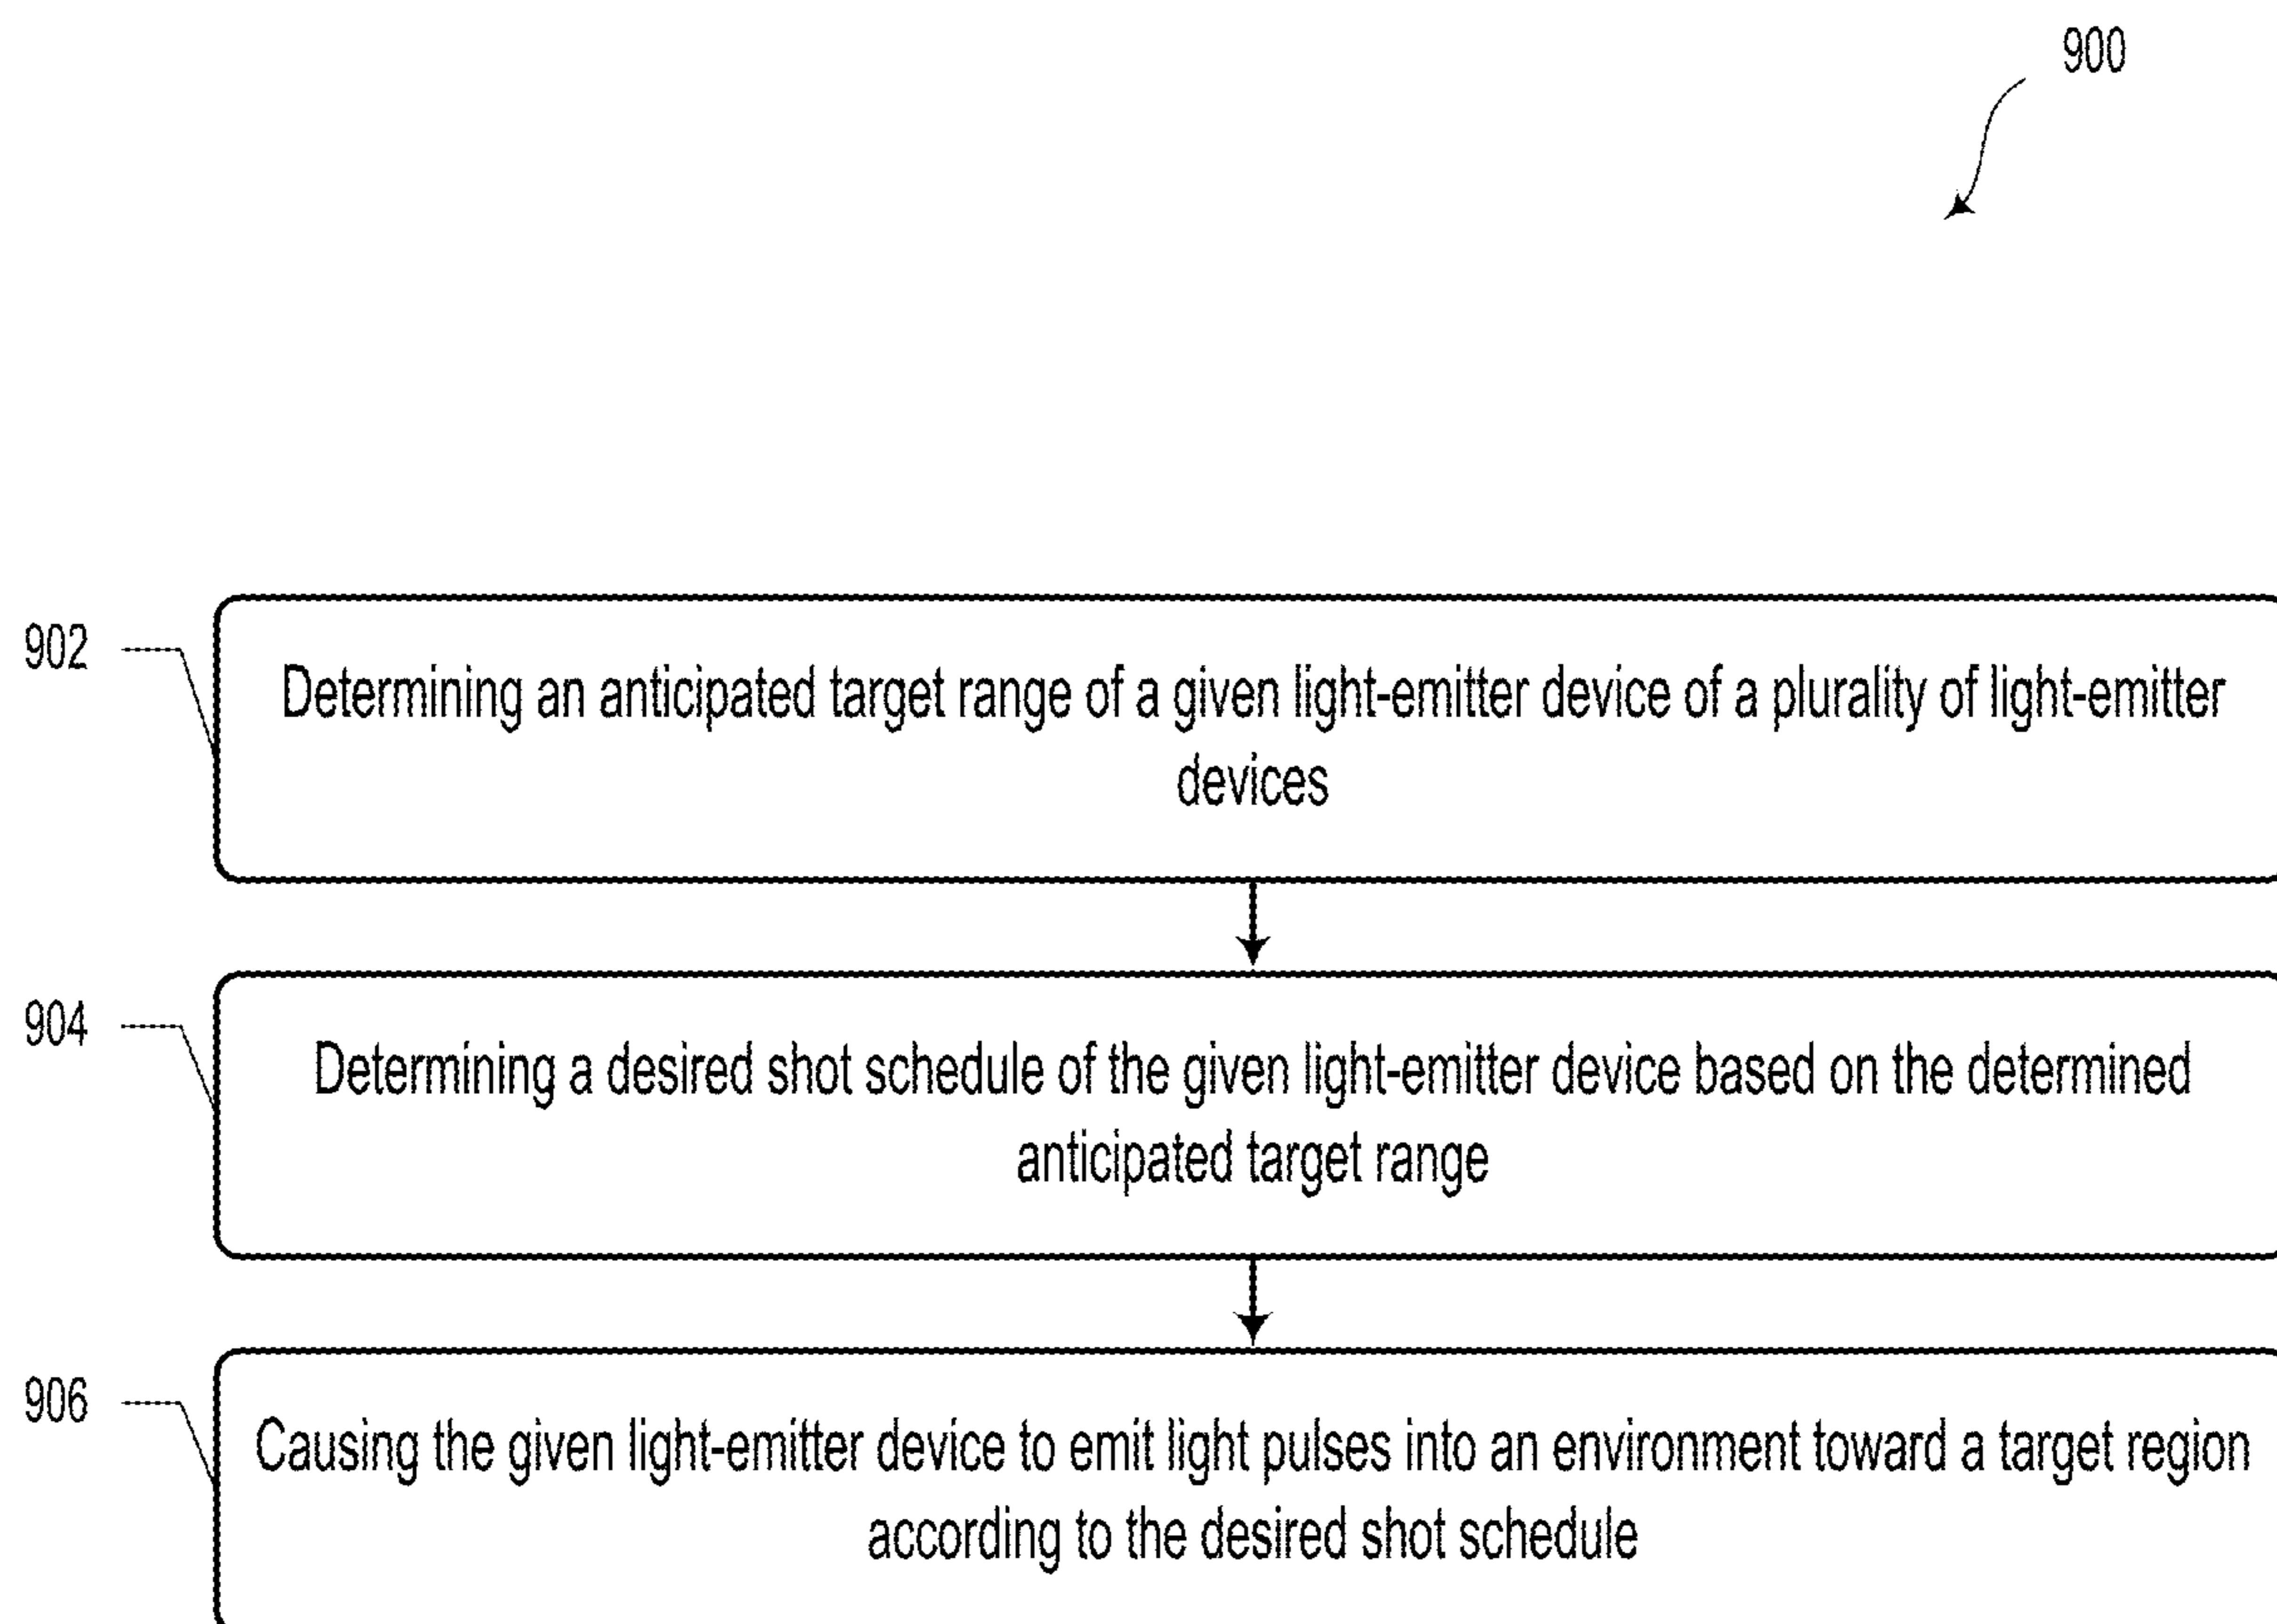 900
902
Determining an anticipated target range of a given light-emitter device of a plurality of light-emitter
devices
904
Determining a desired shot schedule of the given light-emitter device based on the determined
anticipated target range
906
Causing the given light-emitter device to emit light pulses into an environment toward a target region
according to the desired shot schedule